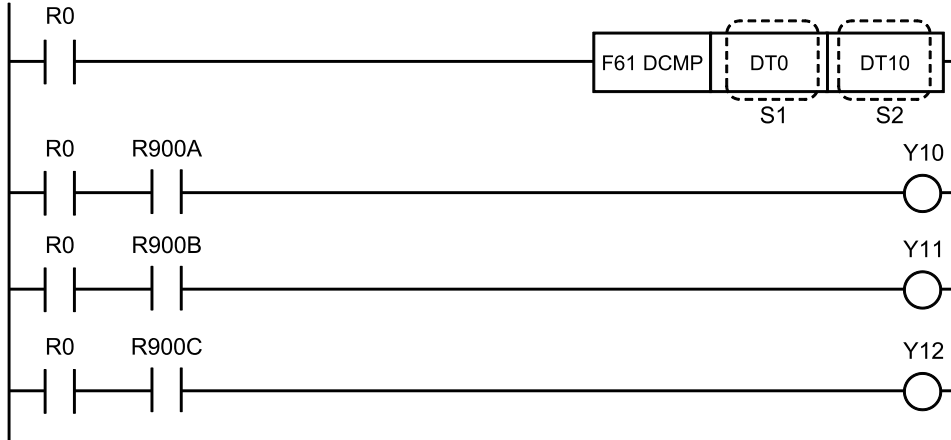 R0
F61 DCMP DT0 DT10
S1 S2
R0 R900A Y10
R0 R900B Y11
R0 R900C Y12